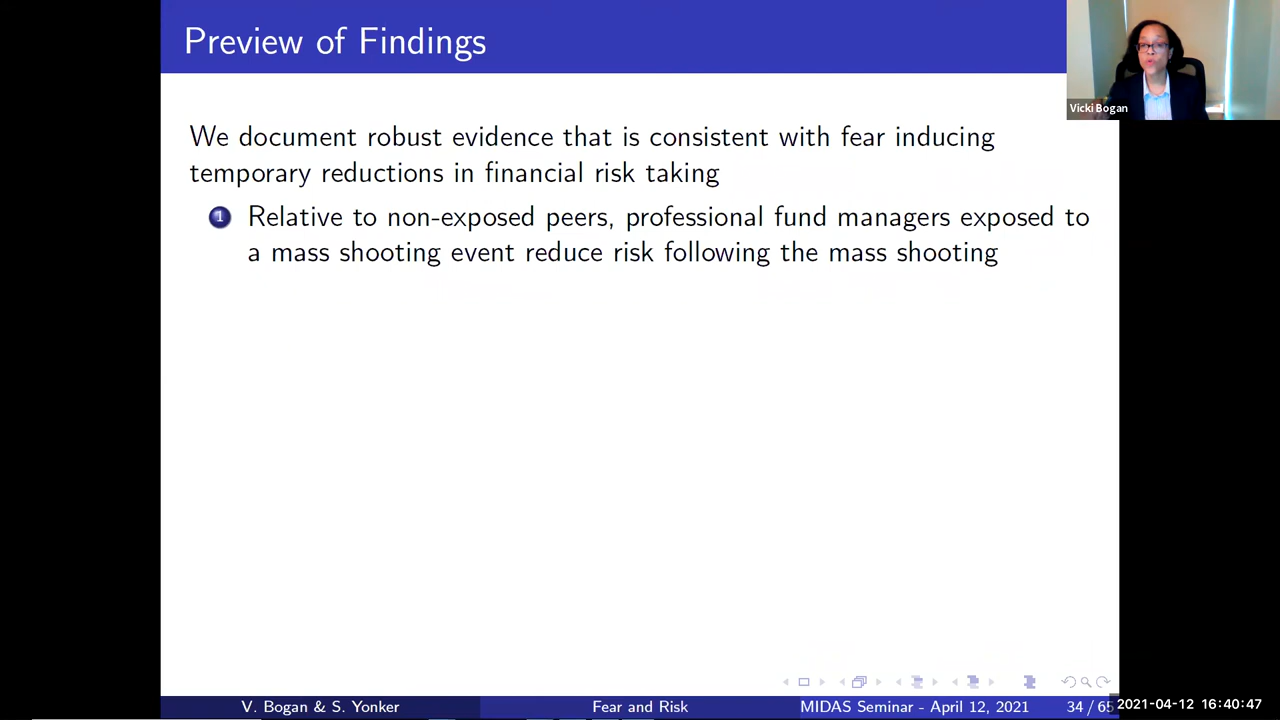 Preview of Findings
Vicki Bogan
We document robust evidence that is consistent with fear inducing
temporary reductions in financial risk taking
1 Relative to non-exposed peers, professional fund managers exposed to
a mass shooting event reduce risk following the mass shooting
V. Bogan & S. Yonker Fear and Risk MIDAS Seminar - April 12, 2021 34 / 65
2021-04-12 16:40:47